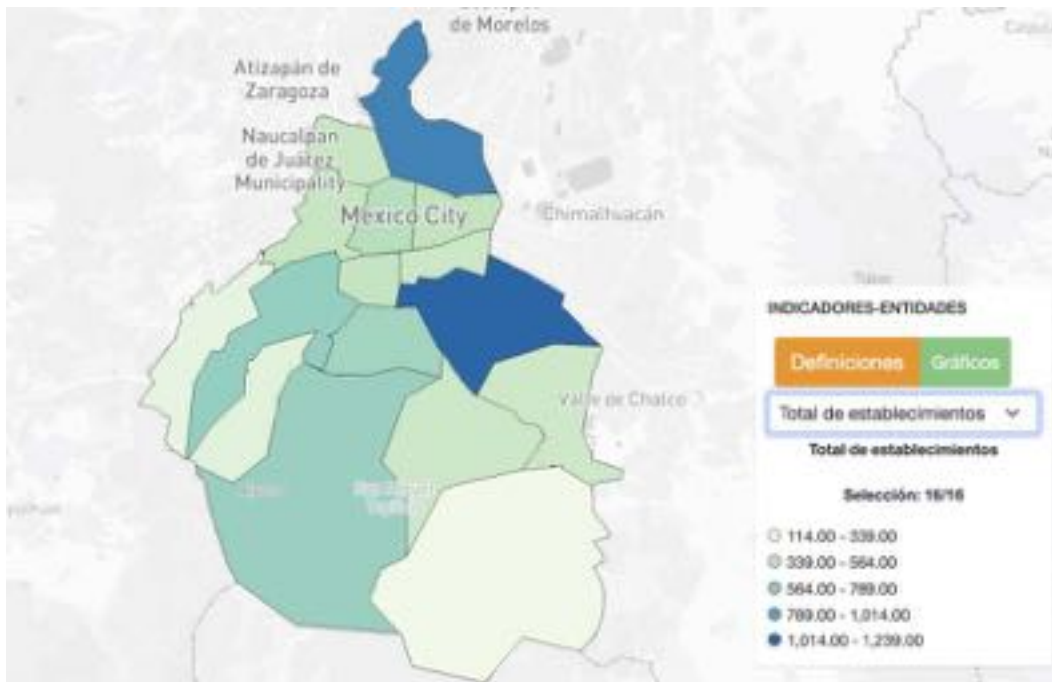 de Morelos
Atizapán de
Zaragoza
Naucalpan
de Juárez
Municipality
Mexico City
Chimalhuacán
INDICADORES-ENTIDADES
Definiciones
Gráficos
Total de establecimientos
Valle de Chalco
Total de establecimientos
Selección: 16/16
114.00 - 339.00
339.00 - 564.00
564.00 - 789.00
789.00 - 1,014.00
1,014.00 - 1,239.00